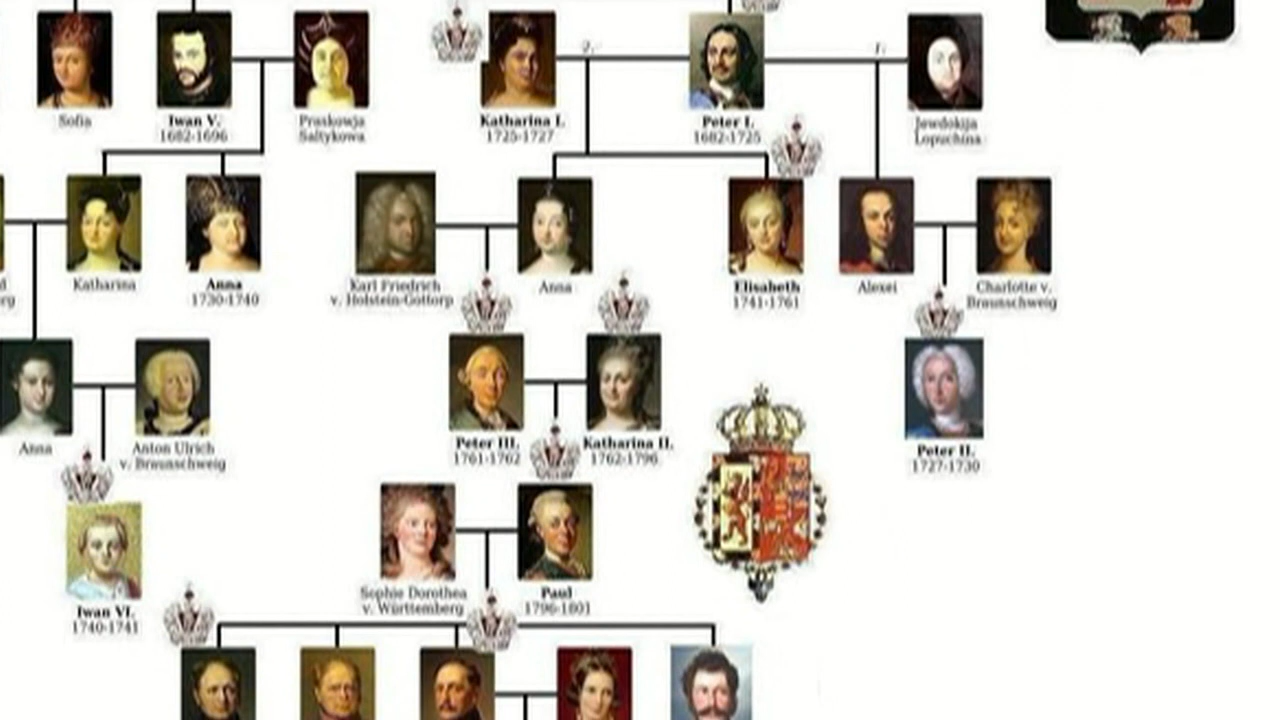 2.
1.
Sofia
Iwan V.
1682-1696
Praskowja
Saltykowa
Katharina I.
1725-1727
Peter I.
1682-1725
Jewdokija
Lopuchina
Katharina
Anna
1730-1740
Karl Friedrich
v. Holstein-Gottorp
Anna
Elisabeth
1741-1761
Alexei
Charlotte v.
Braunschweig
Anna
Anton Ulrich
v. Braunschweig
Peter III.
1761-1762
Katharina II.
1762-1796
Peter II.
1727-1730
Iwan VI.
1740-1741
Sophie Dorothea
v. Württemberg
Paul
1796-1801